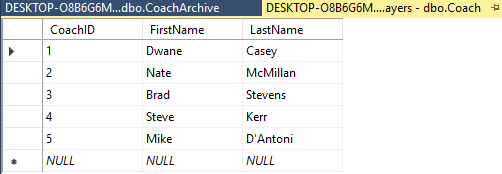 DESKTOP-O8B6G6M...dbo.CoachArchive DESKTOP-O8B6G6M....ayers - dbo.Coach
CoachID FirstName LastName
1 Dwane Casey
2 Nate McMillan
3 Brad Stevens
4 Steve Kerr
5 Mike D'Antoni
NULL NULL NULL